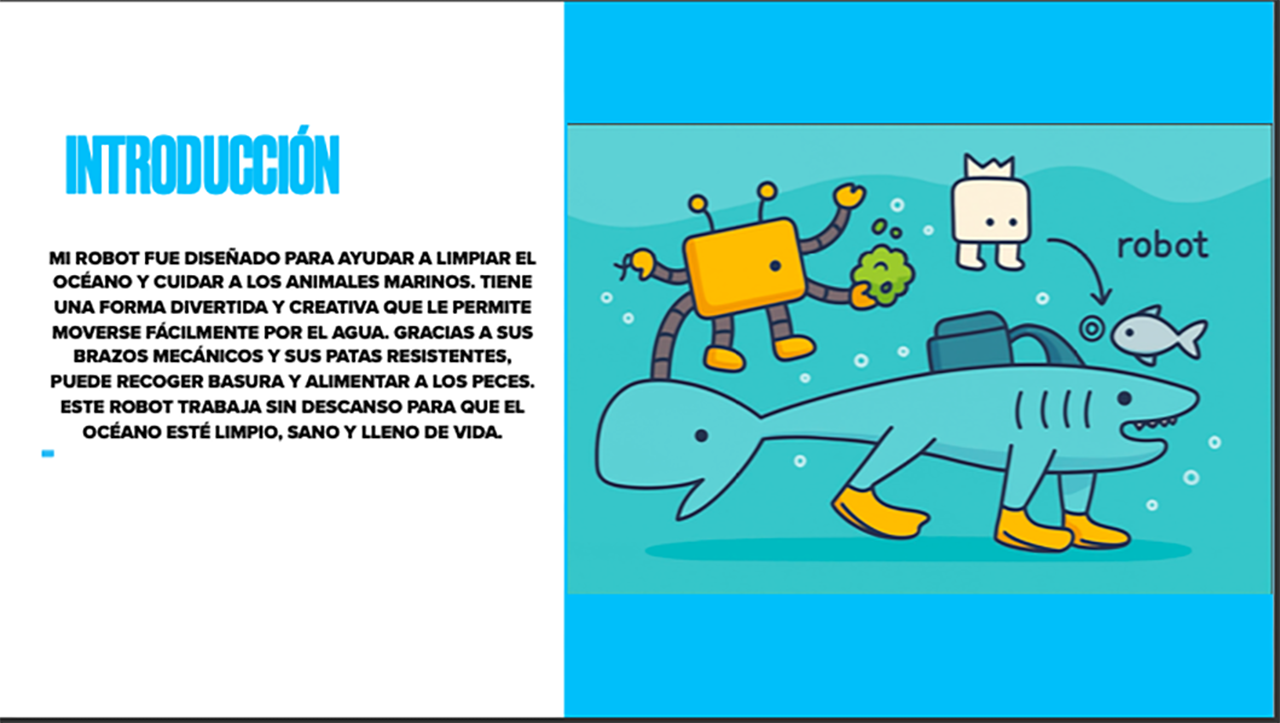 INTRODUCCIÓN
MI ROBOT FUE DISEÑADO PARA AYUDAR A LIMPIAR EL
OCÉANO Y CUIDAR A LOS ANIMALES MARINOS. TIENE
UNA FORMA DIVERTIDA Y CREATIVA QUE LE PERMITE
MOVERSE FÁCILMENTE POR EL AGUA. GRACIAS A SUS
BRAZOS MECÁNICOS Y SUS PATAS RESISTENTES,
PUEDE RECOGER BASURA Y ALIMENTAR A LOS PECES.
ESTE ROBOT TRABAJA SIN DESCANSO PARA QUE EL
OCÉANO ESTÉ LIMPIO, SANO Y LLENO DE VIDA.
robot